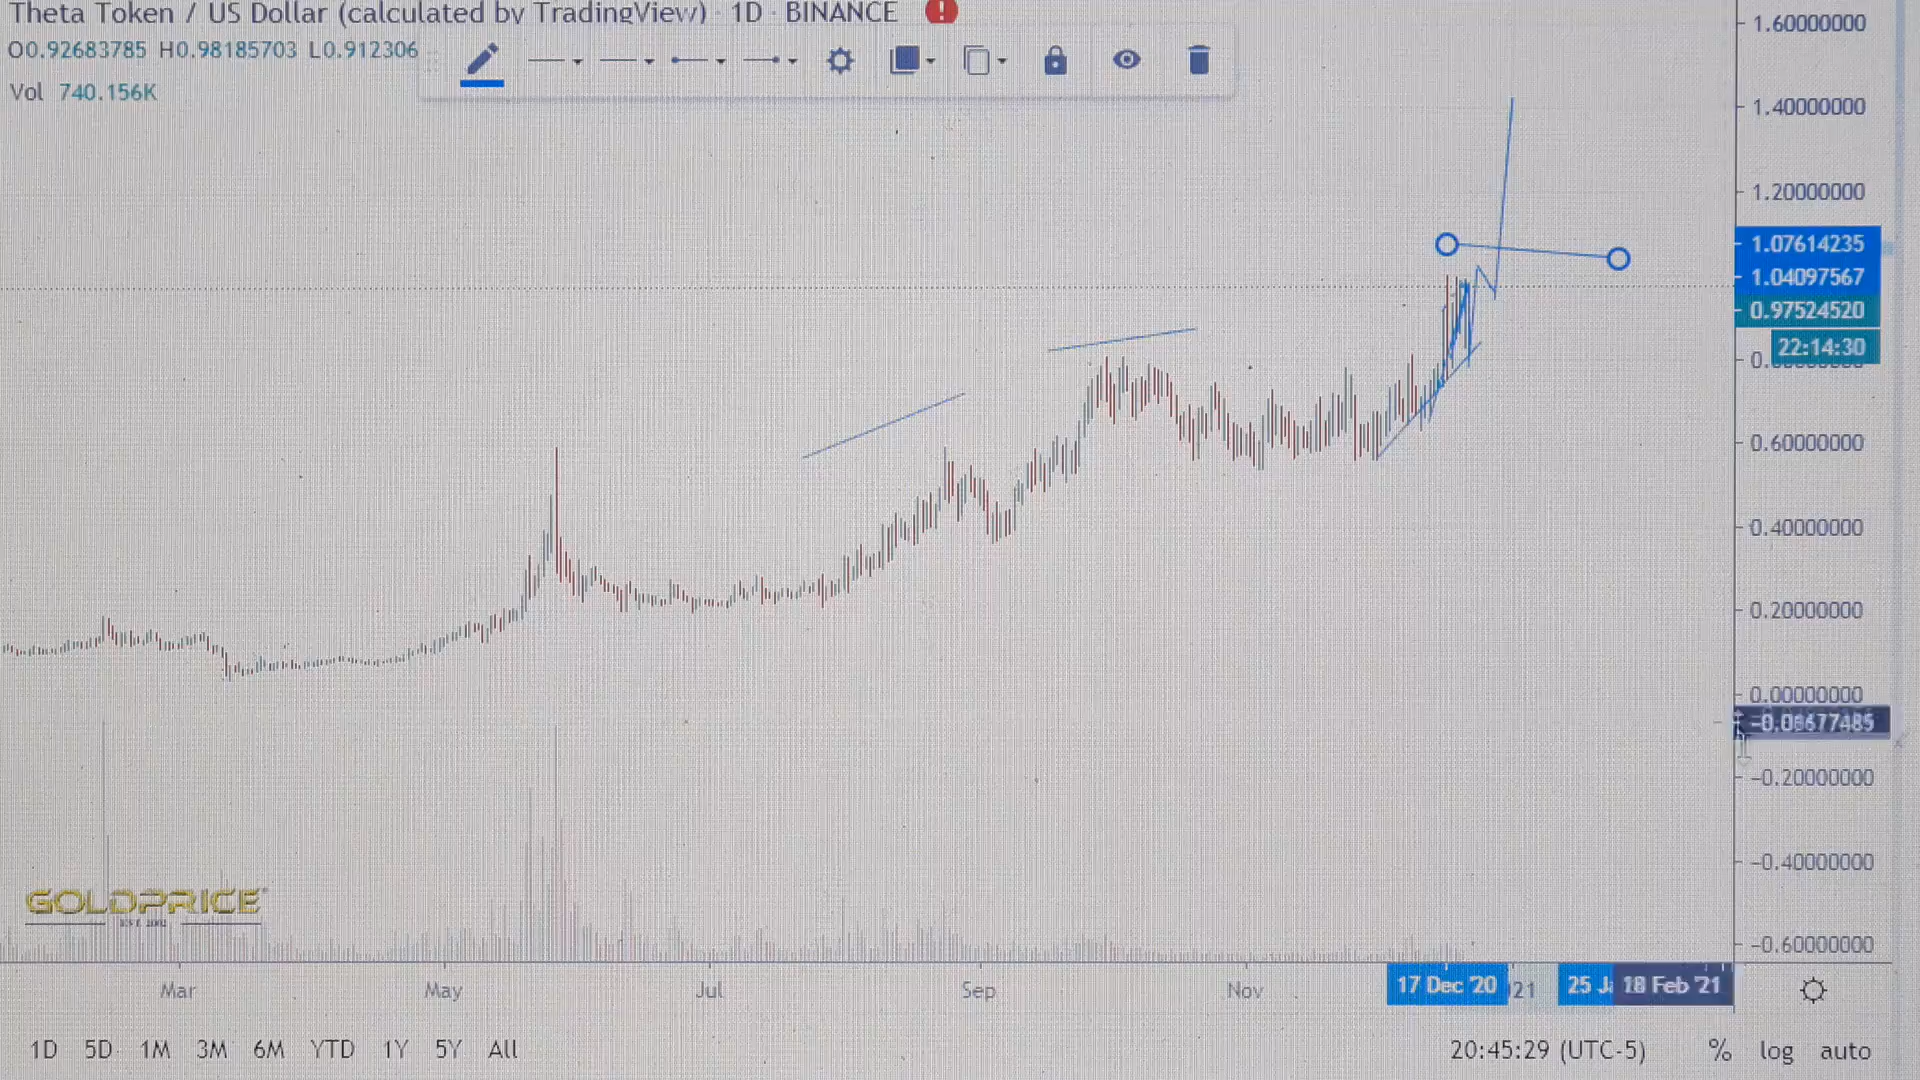 Theta Token / US Dollar (calculated by TradingView) · 1D · BINANCE
O0.92683785 H0.98185703 L0.912306
Vol 740.156K
1.60000000
1.40000000
1.20000000
1.07614235
1.04097567
0.97524520
22:14:30
0.60000000
0.40000000
0.20000000
0.00000000
-0.06677485
-0.20000000
-0.40000000
-0.60000000
GOLDPRICE
EST. 2002
Mar May Jul Sep Nov 17 Dec '20 21 25 18 Feb '21
1D 5D 1M 3M 6M YTD 1Y 5Y All
20:45:29 (UTC-5) % log auto